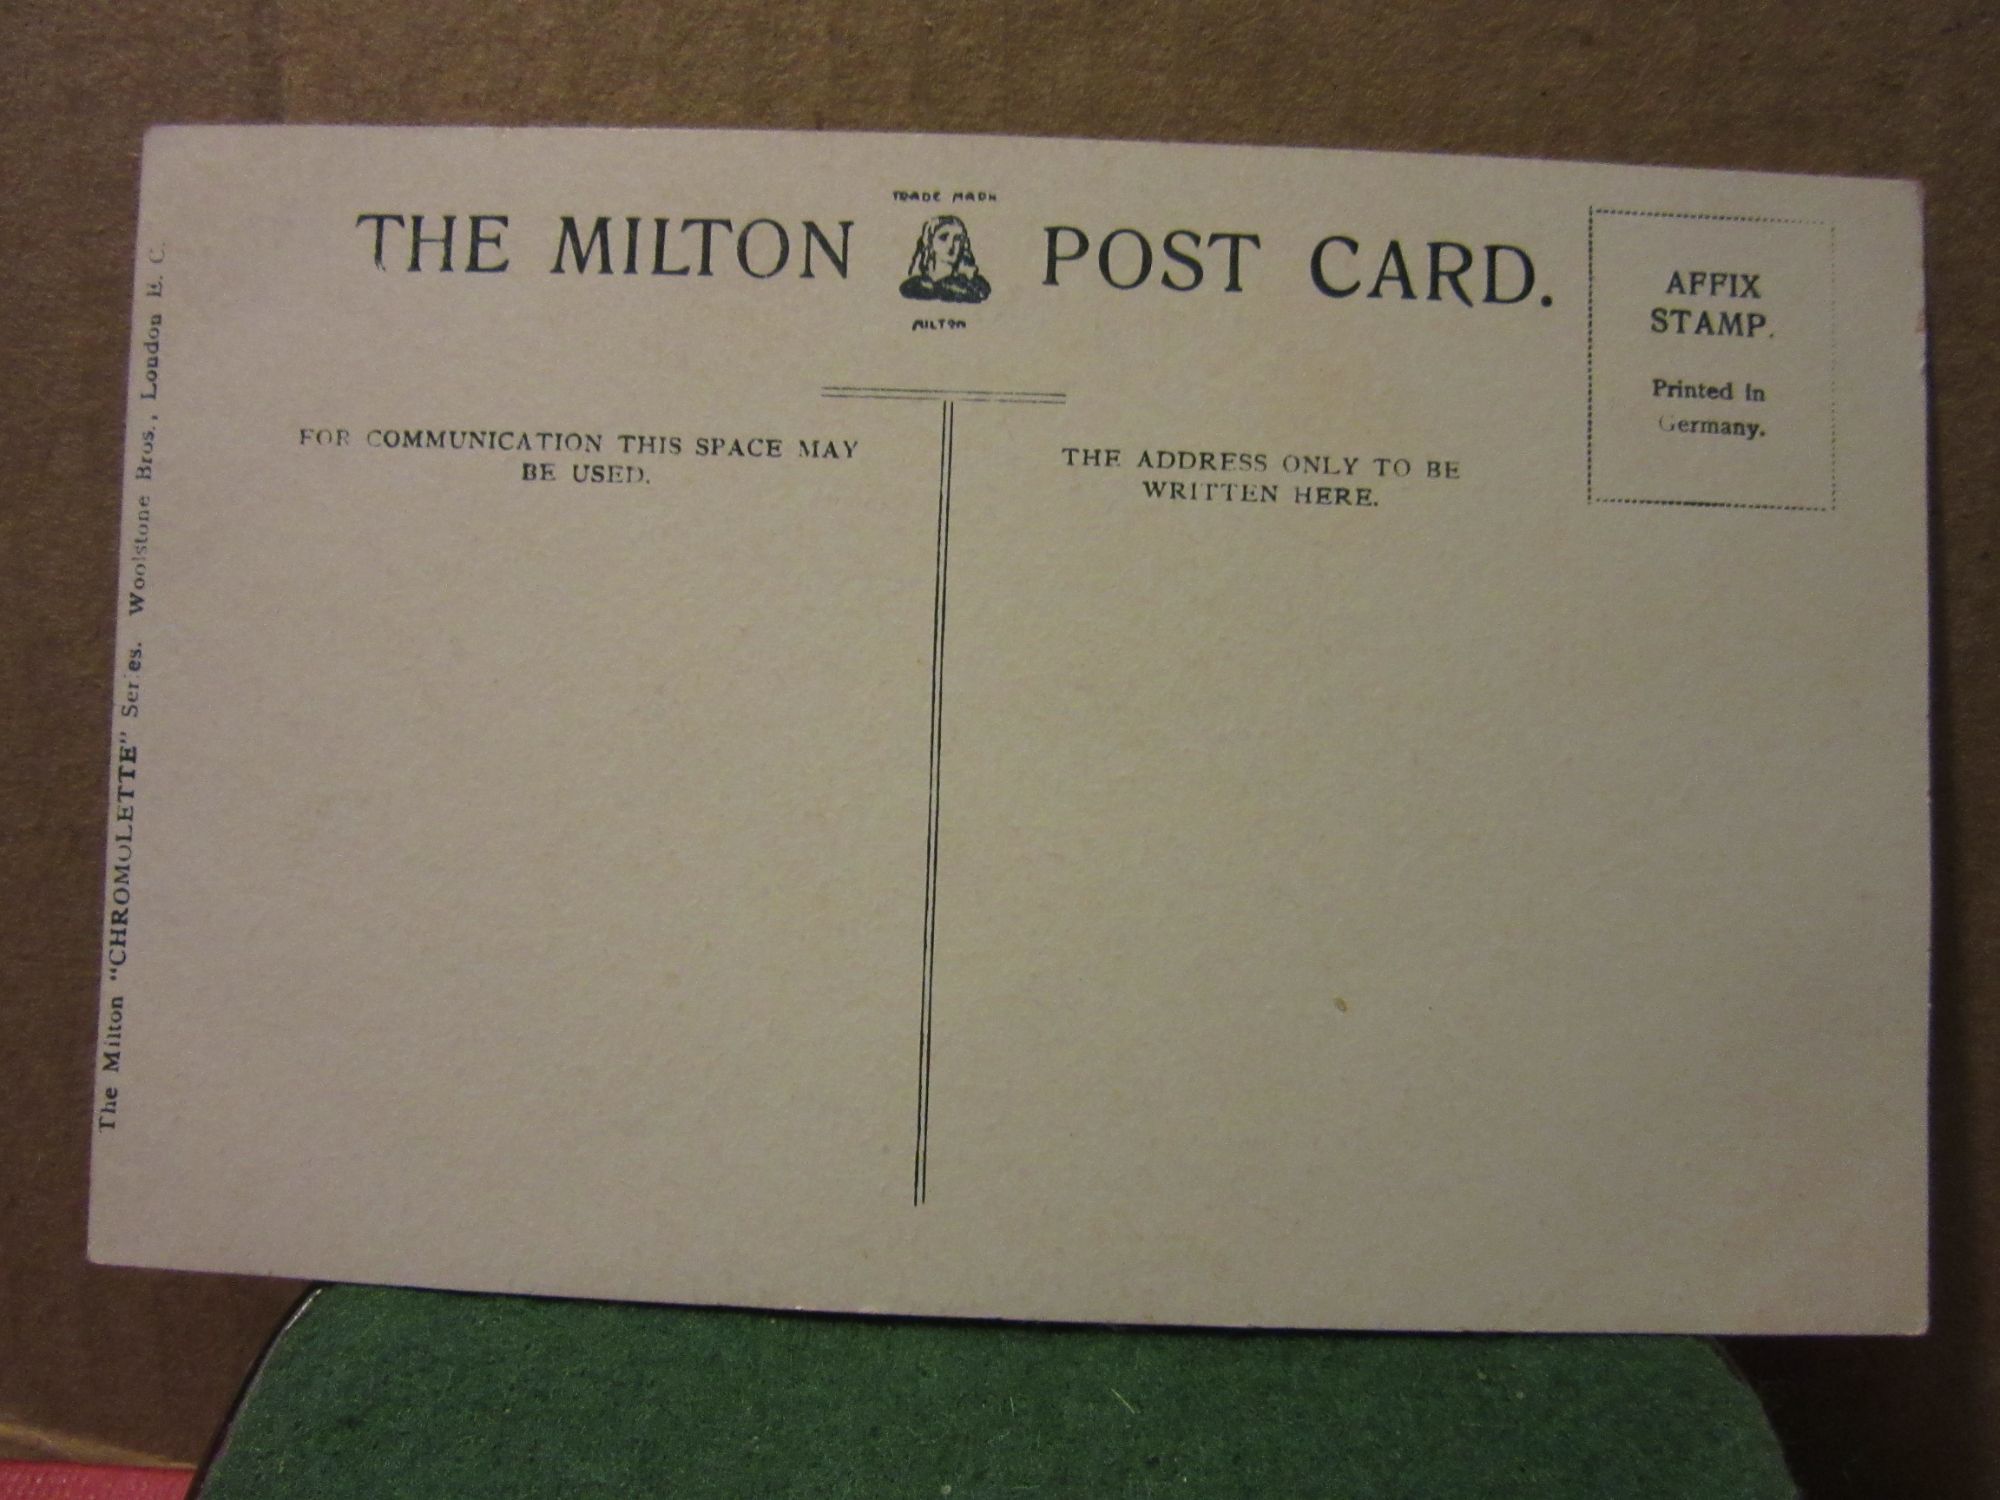 TRADE MARK
THE MILTON POST CARD.
MILTON
AFFIX
STAMP.
Printed in
Germany.
FOR COMMUNICATION THIS SPACE MAY
BE USED.
THE ADDRESS ONLY TO BE
WRITTEN HERE.
The Milton "CHROMOLETTE" Series. Woolstone Bros., London E. C.